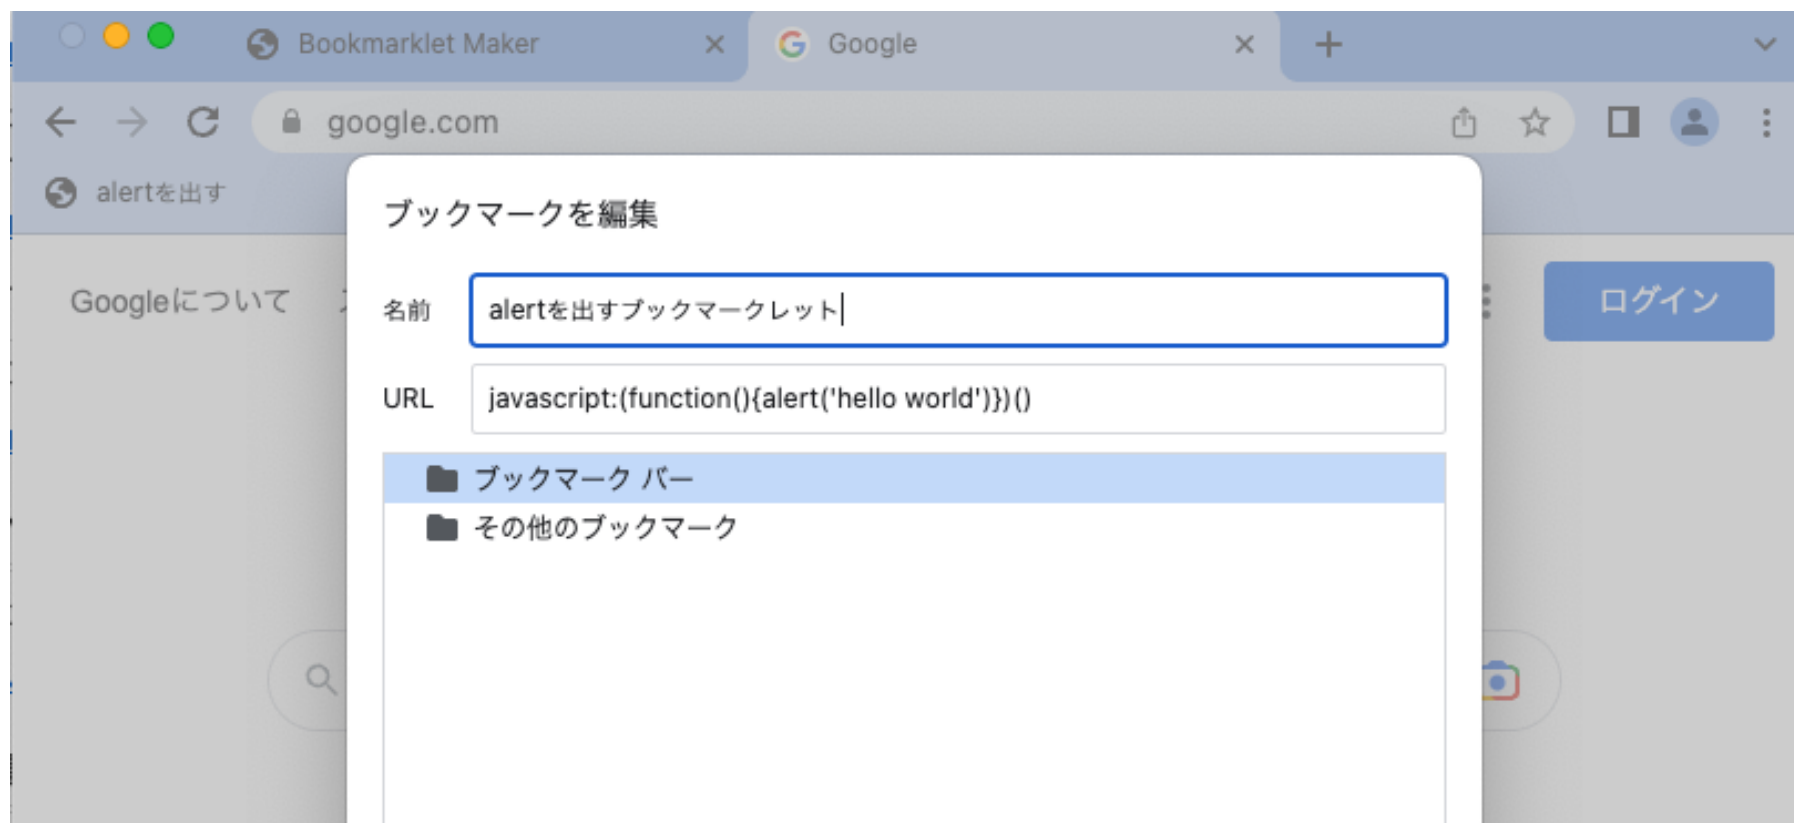 Bookmarklet Maker
Google
google.com
alertを出す
ブックマークを編集
Googleについて
名前
alertを出すブックマークレット
ログイン
URL
javascript:(function(){alert('hello world')})()
ブックマーク バー
その他のブックマーク